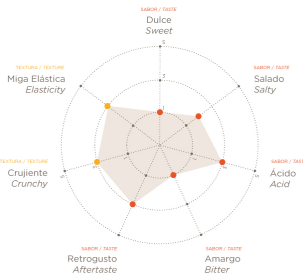 SABOR / TASTE
Dulce
Sweet
5
3
1
TEXTURA / TEXTURE
Miga Elástica
Elasticity
SABOR / TASTE
Salado
Salty
TEXTURA / TEXTURE
Crujiente
Crunchy
SABOR / TASTE
Ácido
Acid
SABOR / TASTE
Retrogusto
Aftertaste
SABOR / TASTE
Amargo
Bitter